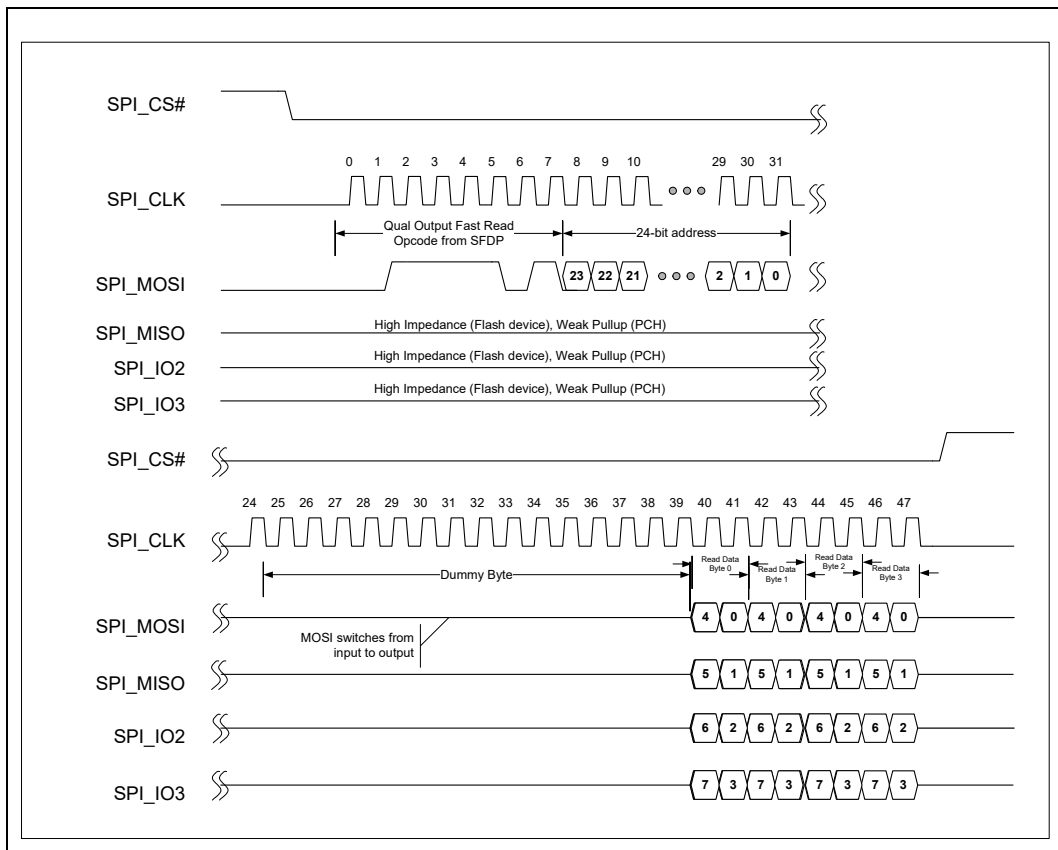 SPI_CS#
0 1 2 3 4 5 6 7 8 9 10 29 30 31
SPI_CLK
Qual Output Fast Read
Opcode from SFDP
24-bit address
SPI_MOSI
23 22 21 2 1 0
SPI_MISO
High Impedance (Flash device), Weak Pullup (PCH)
SPI_IO2
High Impedance (Flash device), Weak Pullup (PCH)
SPI_IO3
High Impedance (Flash device), Weak Pullup (PCH)
SPI_CS#
24 25 26 27 28 29 30 31 32 33 34 35 36 37 38 39 40 41 42 43 44 45 46 47
SPI_CLK
Dummy Byte
Read Data
Byte 0
Read Data
Byte 1
Read Data
Byte 2
Read Data
Byte 3
SPI_MOSI
4 0 4 0 4 0 4 0
MOSI switches from
input to output
SPI_MISO
5 1 5 1 5 1 5 1
SPI_IO2
6 2 6 2 6 2 6 2
SPI_IO3
7 3 7 3 7 3 7 3